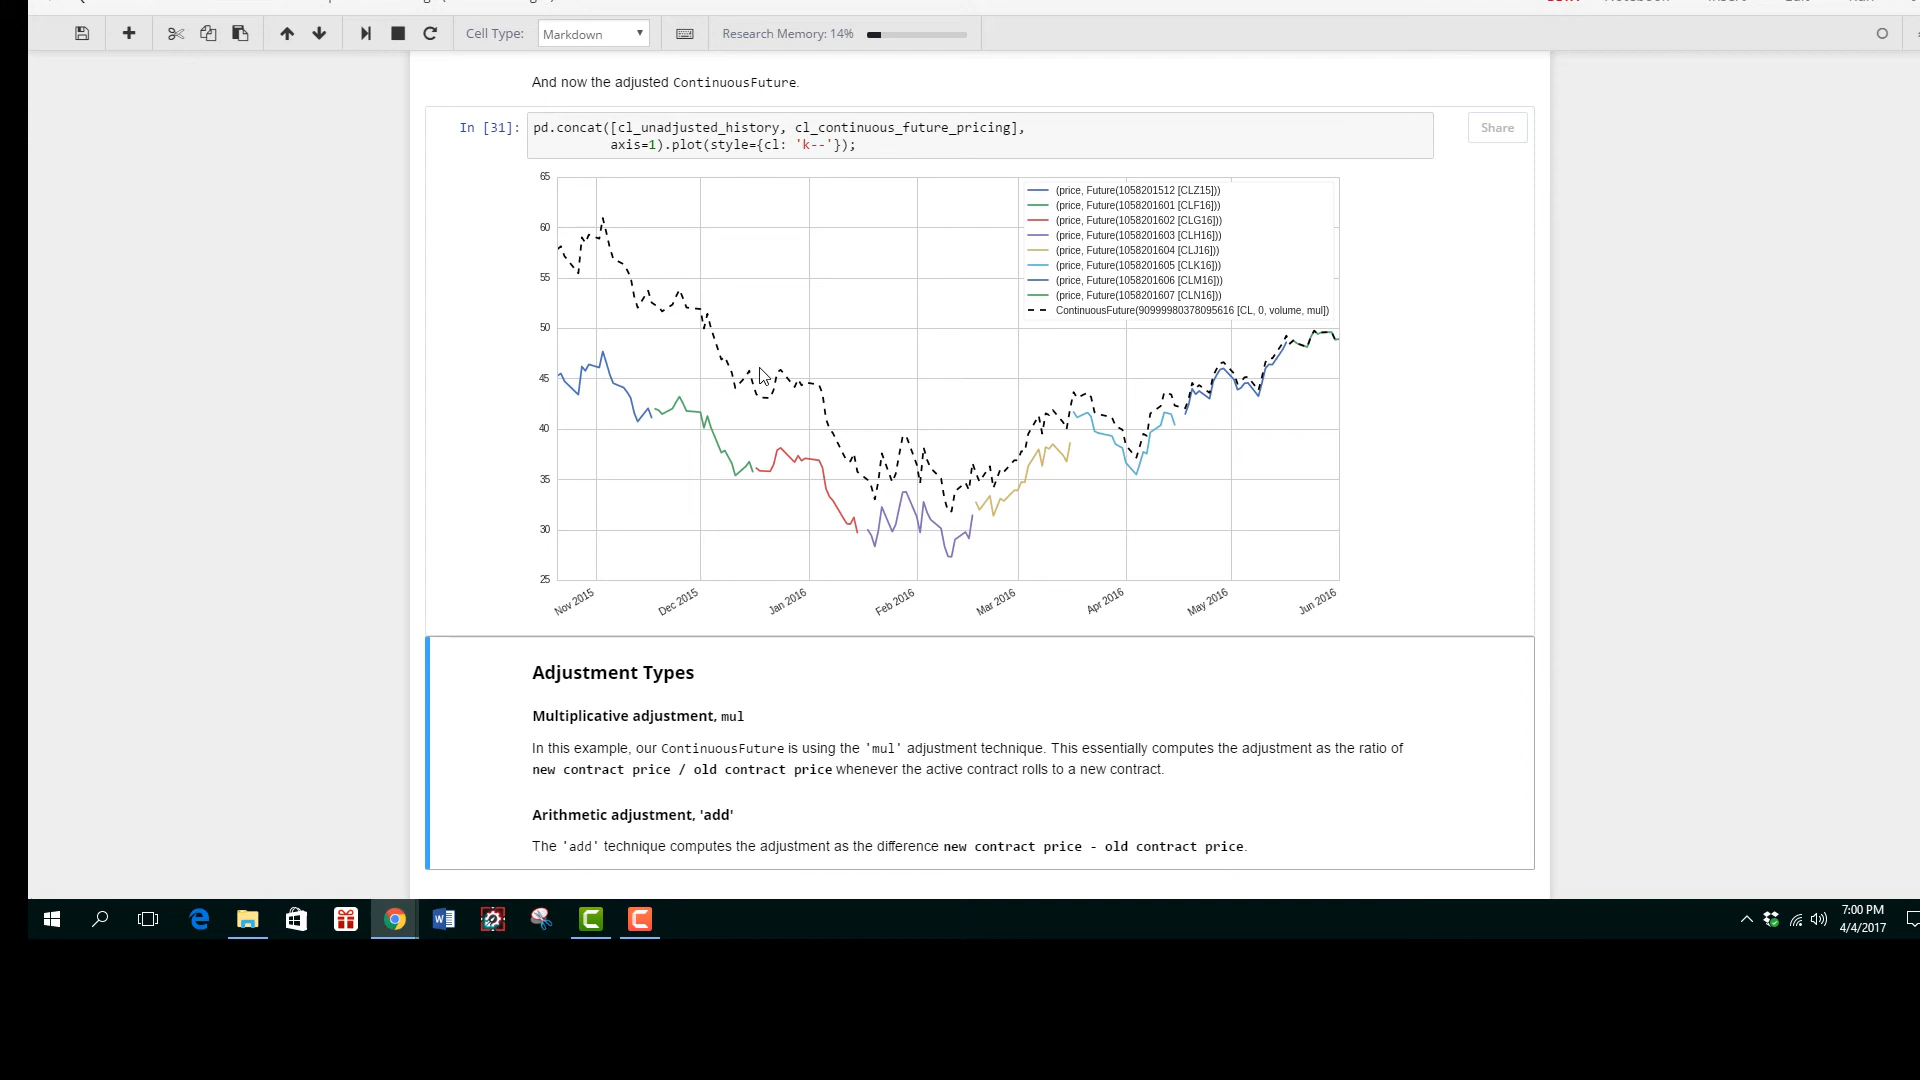 Cell Type:
Markdown
Research Memory: 14%
And now the adjusted ContinuousFuture.
In [31]:
pd.concat([cl_unadjusted_history, cl_continuous_future_pricing],
axis=1).plot(style={cl: 'k--'});
Share
65
60
55
50
45
40
35
30
25
(price, Future(1058201512 [CLZ15]))
(price, Future(1058201601 [CLF16]))
(price, Future(1058201602 [CLG16]))
(price, Future(1058201603 [CLH16]))
(price, Future(1058201604 [CLJ16]))
(price, Future(1058201605 [CLK16]))
(price, Future(1058201606 [CLM16]))
(price, Future(1058201607 [CLN16]))
ContinuousFuture(90999980378095616 [CL, 0, volume, mul])
Nov 2015
Dec 2015
Jan 2016
Feb 2016
Mar 2016
Apr 2016
May 2016
Jun 2016
Adjustment Types
Multiplicative adjustment, mul
In this example, our ContinuousFuture is using the 'mul' adjustment technique. This essentially computes the adjustment as the ratio of
new contract price / old contract price whenever the active contract rolls to a new contract.
Arithmetic adjustment, 'add'
The 'add' technique computes the adjustment as the difference new contract price - old contract price.
7:00 PM
4/4/2017